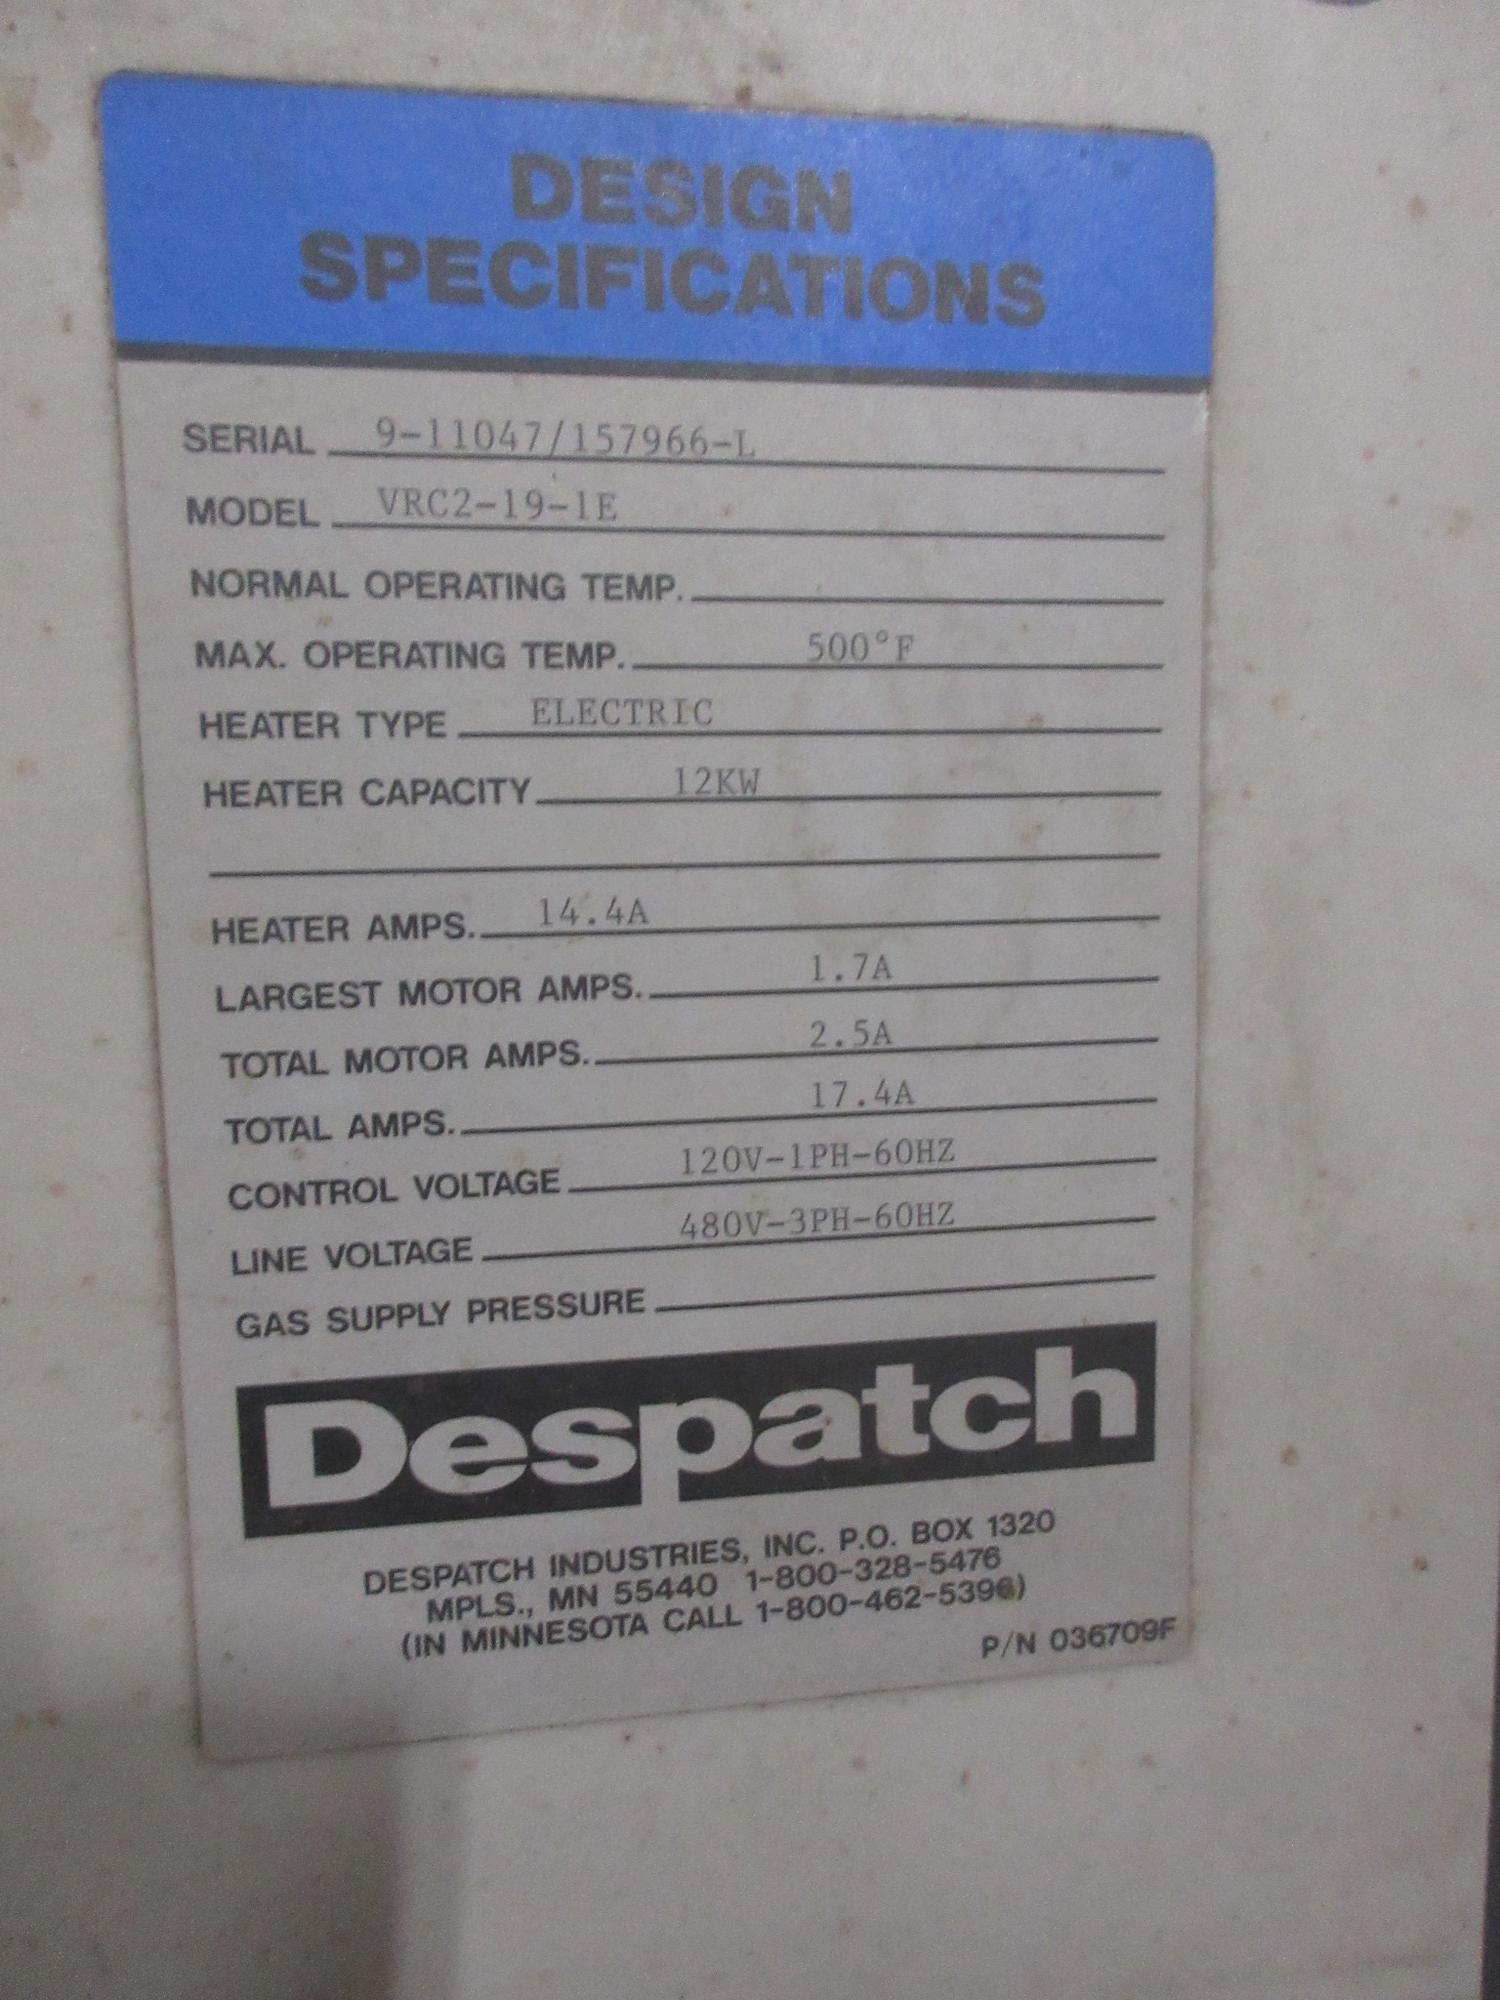 DESIGN
SPECIFICATIONS
SERIAL 9-11047/157966-L
MODEL VRC2-19-1E
NORMAL OPERATING TEMP.
MAX. OPERATING TEMP. 500°F
HEATER TYPE ELECTRIC
HEATER CAPACITY 12KW
HEATER AMPS. 14.4A
LARGEST MOTOR AMPS. 1.7A
TOTAL MOTOR AMPS. 2.5A
TOTAL AMPS. 17.4A
CONTROL VOLTAGE 120V-1PH-60HZ
LINE VOLTAGE 480V-3PH-60HZ
GAS SUPPLY PRESSURE
Despatch
DESPATCH INDUSTRIES, INC. P.O. BOX 1320
MPLS., MN 55440 1-800-328-5476
(IN MINNESOTA CALL 1-800-462-5396)
P/N 036709F